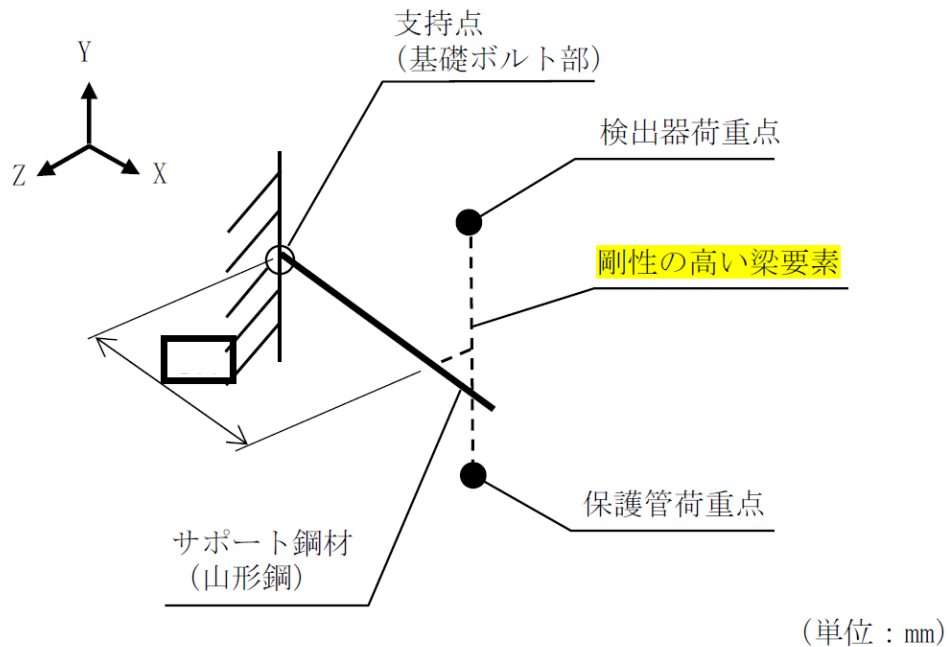 支持点
(基礎ボルト部)
Y
Z
X
検出器荷重点
剛性の高い梁要素
保護管荷重点
サポート鋼材
(山形鋼)
(単位:mm)